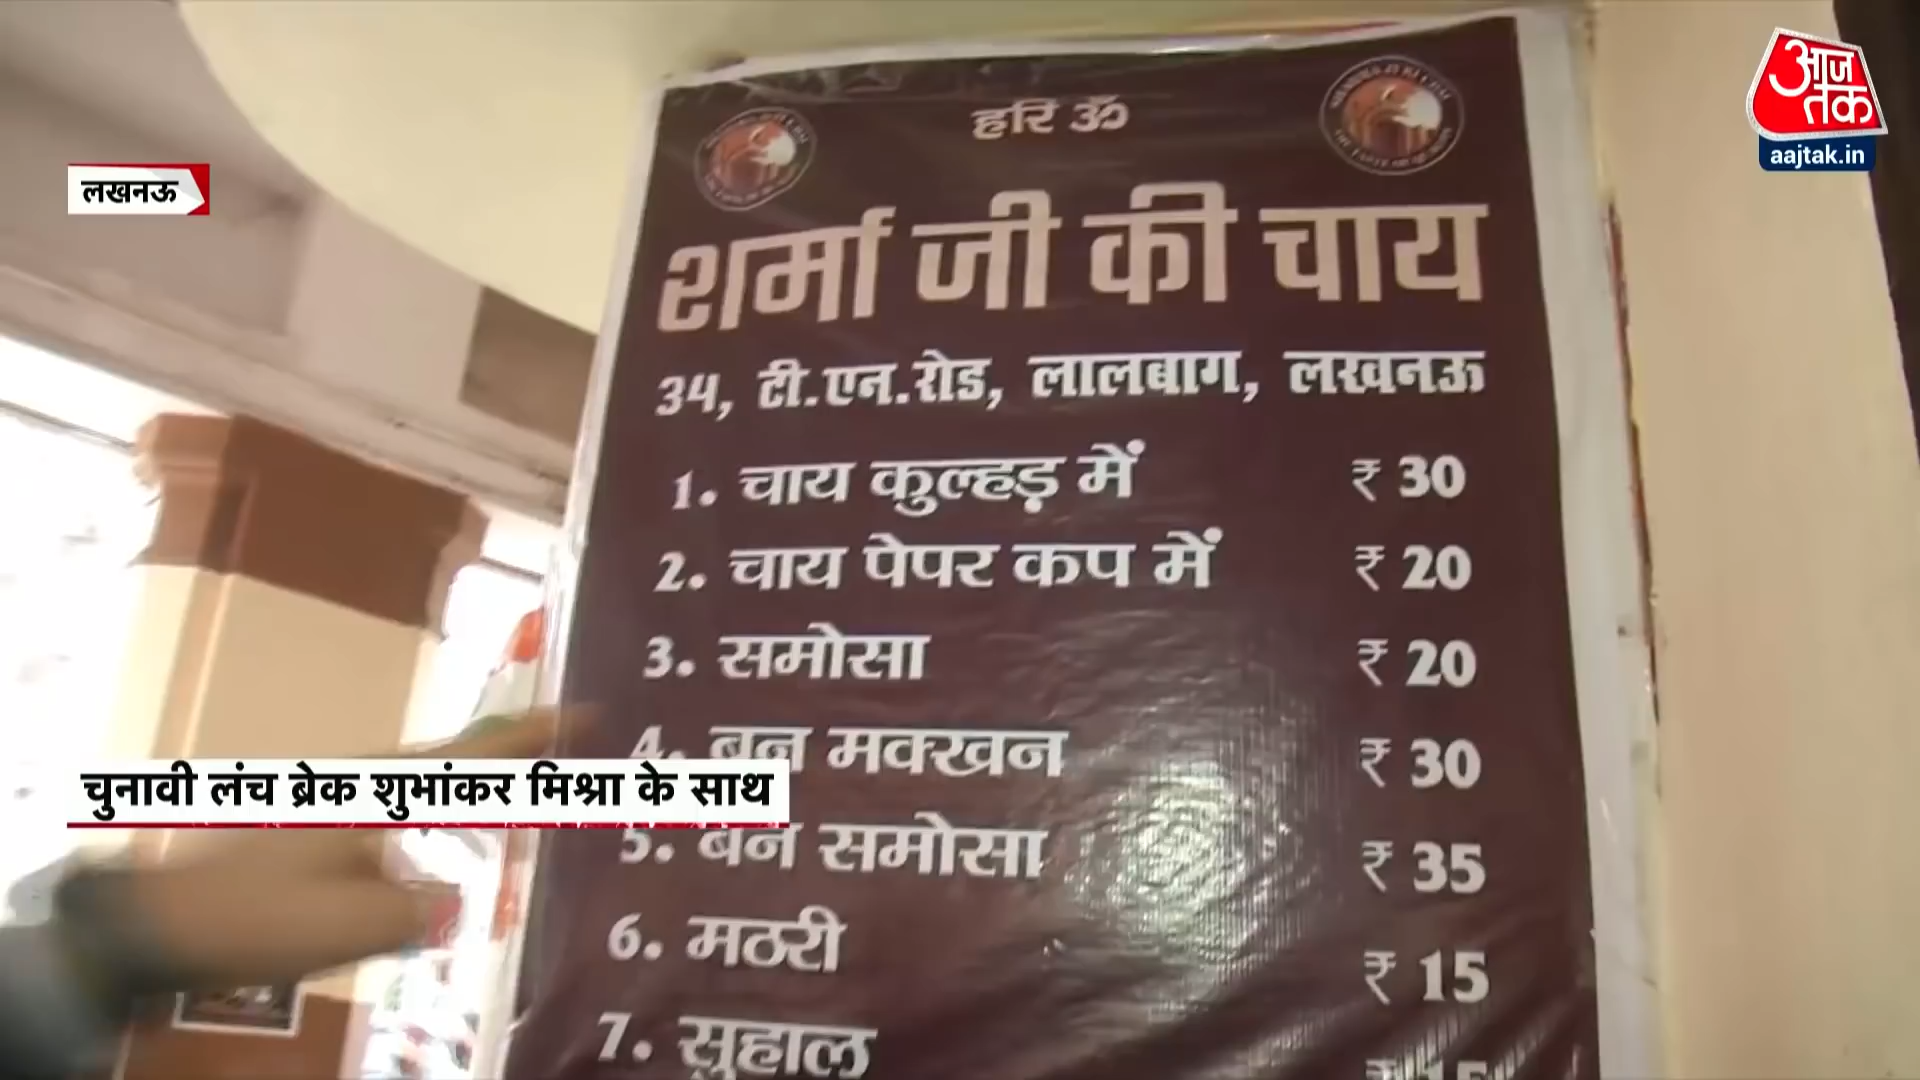 आज
तक
aajtak.in
लखनऊ
हरि ॐ
शर्मा जी की चाय
34, टी.एन.रोड, लालबाग, लखनऊ
1. चाय कुल्हड़ में ₹ 30
2. चाय पेपर कप में ₹ 20
3. समोसा ₹ 20
4. बन मक्खन ₹ 30
चुनावी लंच ब्रेक शुभांकर मिश्रा के साथ
5. बन समोसा ₹ 35
6. मठरी ₹ 15
7. सुहाल ₹ 15